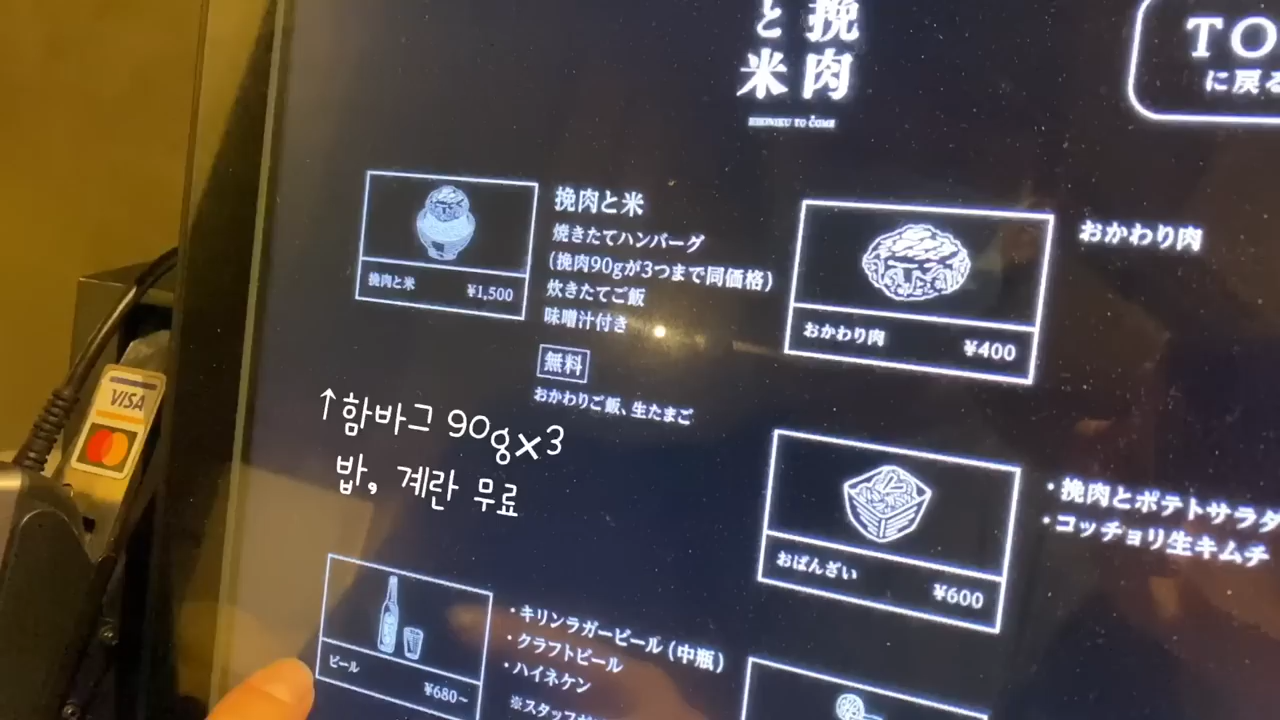 挽肉
と米
HIKINIKU TO COME
TO
に戻る
挽肉と米
¥1,500
挽肉と米
焼きたてハンバーグ
(挽肉90gが3つまで同価格)
炊きたてご飯
味噌汁付き
無料
おかわりご飯、生たまご
おかわり肉
¥400
おかわり肉
VISA
↑함바그 90g×3
밥, 계란 무료
おばんざい
¥600
・挽肉とポテトサラダ
・コッチョリ生キムチ
ビール
¥680~
・キリンラガービール (中瓶)
・クラフトビール
・ハイネケン
※スタッフ